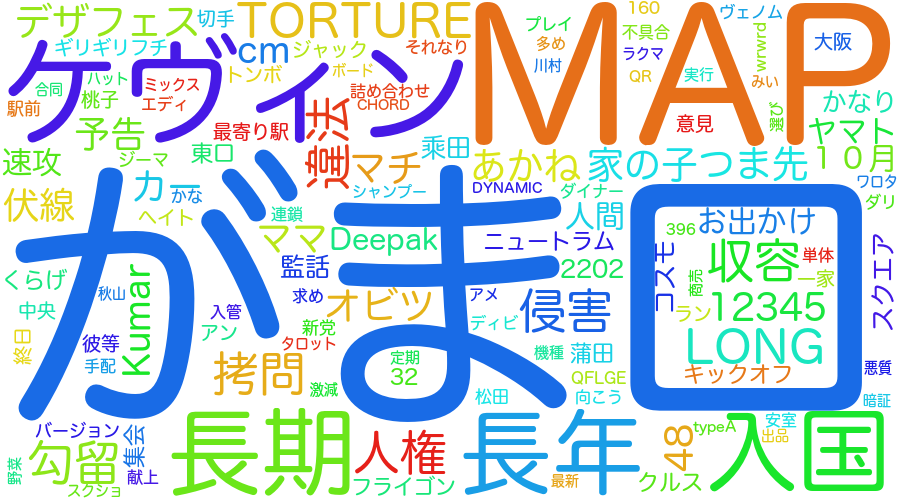 デザフェス
切手
TORTURE
MAP
プレイ
160
ヴェノム
ギリギリフチ
cm
ジャック
それなり
多め
不具合
wrwrd
大阪
ケヴィン
トンボ
ボード
川村
ラクマ
QR
実行
みい
合同
ハット
ミックス
駅前
桃子
エディ
詰め合わせ
CHORD
選び
かなり
予告
最寄り駅
違法
意見
ヤマト
速攻
ジーマ
東口
マチ
乗田
あかね
家の子つま先
10月
カー
かな
シャンプー
DYNAMIC
ダイナー
ワロタ
伏線
ヘイト
連鎖
人間
お出かけ
ダリ
がま口
ママ
Deepak
ニュートラム
396
コスモ
収容
単体
スクエア
くらげ
Kumar
監話
2202
商売
一家
秋山
入管
求め
オビツ
アメ
侵害
ラン
12345
中央
アン
新党
ディビ
終日
彼等
タロット
機種
蒲田
LONG
手配
拷問
定期
32
QFLGE
キックオフ
悪質
激減
松田
向こう
暗証
バージョン
集会
長期
人権
長年
48
typeA
安室
出品
入国
勾留
野菜
献上
スクショ
フライゴン
最新
クルス